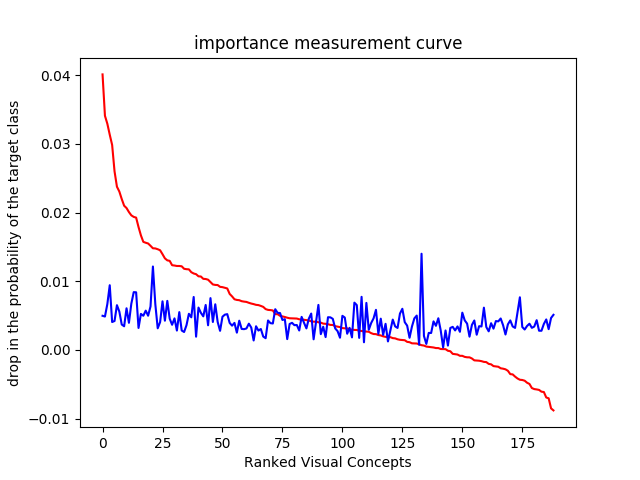 importance measurement curve
drop in the probability of the target class
0.04
0.03
0.02
0.01
0.00
−0.01
0 25 50 75 100 125 150 175
Ranked Visual Concepts